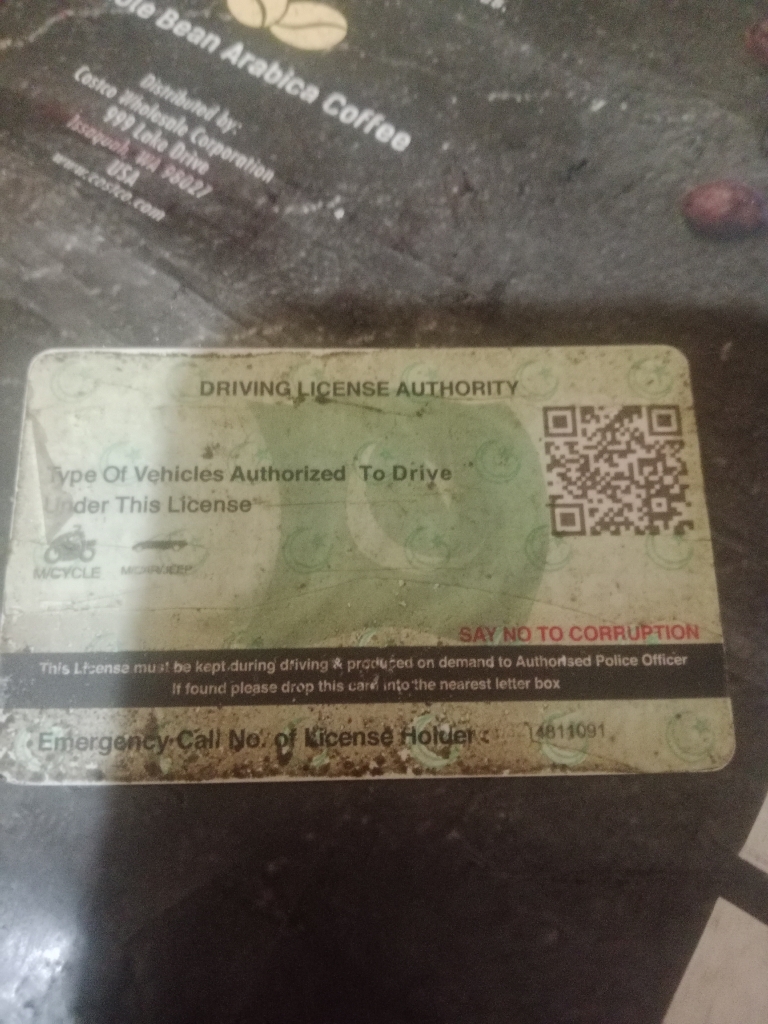 Bean Arabica Coffee
Distributed by:
Costco Wholesale Corporation
999 Lake Drive
Issaquah, WA 98027
USA
www.costco.com
DRIVING LICENSE AUTHORITY
Type Of Vehicles Authorized To Drive
Under This License
M/CYCLE
SAY NO TO CORRUPTION
This License must be kept during driving & produced on demand to Authorised Police Officer
If found please drop this card into the nearest letter box
Emergency Call No. of License Holder : 14811091